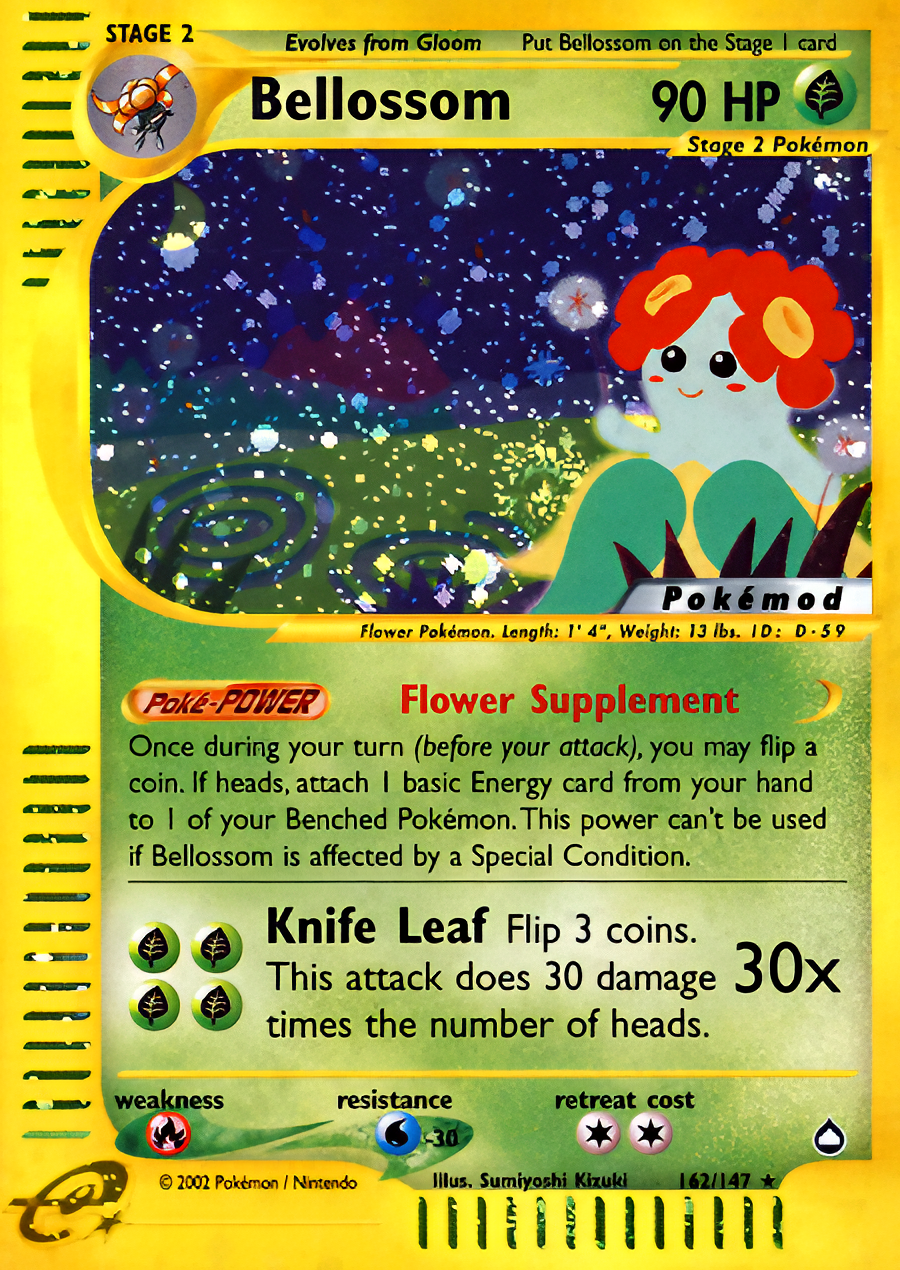 STAGE 2
Evolves from Gloom Put Bellossom on the Stage 1 card
Bellossom 90 HP
Stage 2 Pokémon
Pokémod
Flower Pokémon. Length: 1' 4", Weight: 13 lbs. ID: D-59
Poké-POWER Flower Supplement
Once during your turn (before your attack), you may flip a
coin. If heads, attach 1 basic Energy card from your hand
to 1 of your Benched Pokémon. This power can't be used
if Bellossom is affected by a Special Condition.
Knife Leaf Flip 3 coins.
This attack does 30 damage 30x
times the number of heads.
weakness resistance retreat cost
-30
© 2002 Pokémon / Nintendo Illus. Sumiyoshi Kizuki 162/147 ★
e